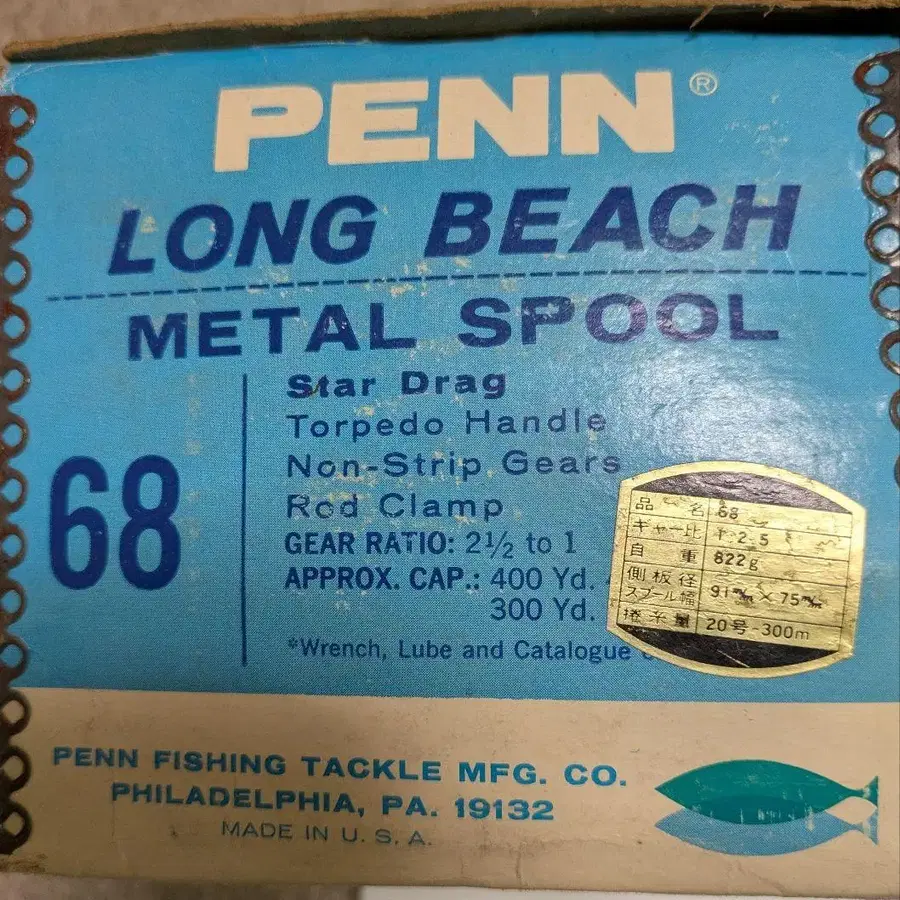 PENN®
LONG BEACH
METAL SPOOL
68
Star Drag
Torpedo Handle
Non-Strip Gears
Rod Clamp
GEAR RATIO: 2½ to 1
APPROX. CAP.: 400 Yd.
300 Yd.
*Wrench, Lube and Catalogue
品名 68
ギャー比 1:2.5
自重 822g
側板径
スプール幅 91m/m × 75m/m
捲糸量 20号-300m
PENN FISHING TACKLE MFG. CO.
PHILADELPHIA, PA. 19132
MADE IN U.S.A.